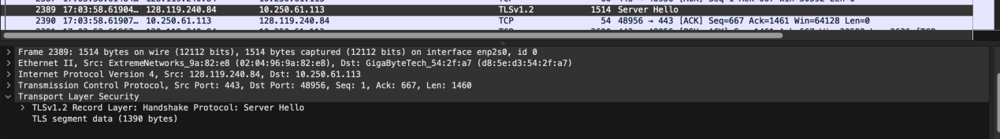 2389 17:03:58.61904… 128.119.240.84 10.250.61.113 TLSv1.2 1514 Server Hello
2390 17:03:58.61907… 10.250.61.113 128.119.240.84 TCP 54 48956 → 443 [ACK] Seq=667 Ack=1461 Win=64128 Len=0
Frame 2389: 1514 bytes on wire (12112 bits), 1514 bytes captured (12112 bits) on interface enp2s0, id 0
Ethernet II, Src: ExtremeNetworks_9a:82:e8 (02:04:96:9a:82:e8), Dst: GigaByteTech_54:2f:a7 (d8:5e:d3:54:2f:a7)
Internet Protocol Version 4, Src: 128.119.240.84, Dst: 10.250.61.113
Transmission Control Protocol, Src Port: 443, Dst Port: 48956, Seq: 1, Ack: 667, Len: 1460
Transport Layer Security
TLSv1.2 Record Layer: Handshake Protocol: Server Hello
TLS segment data (1390 bytes)